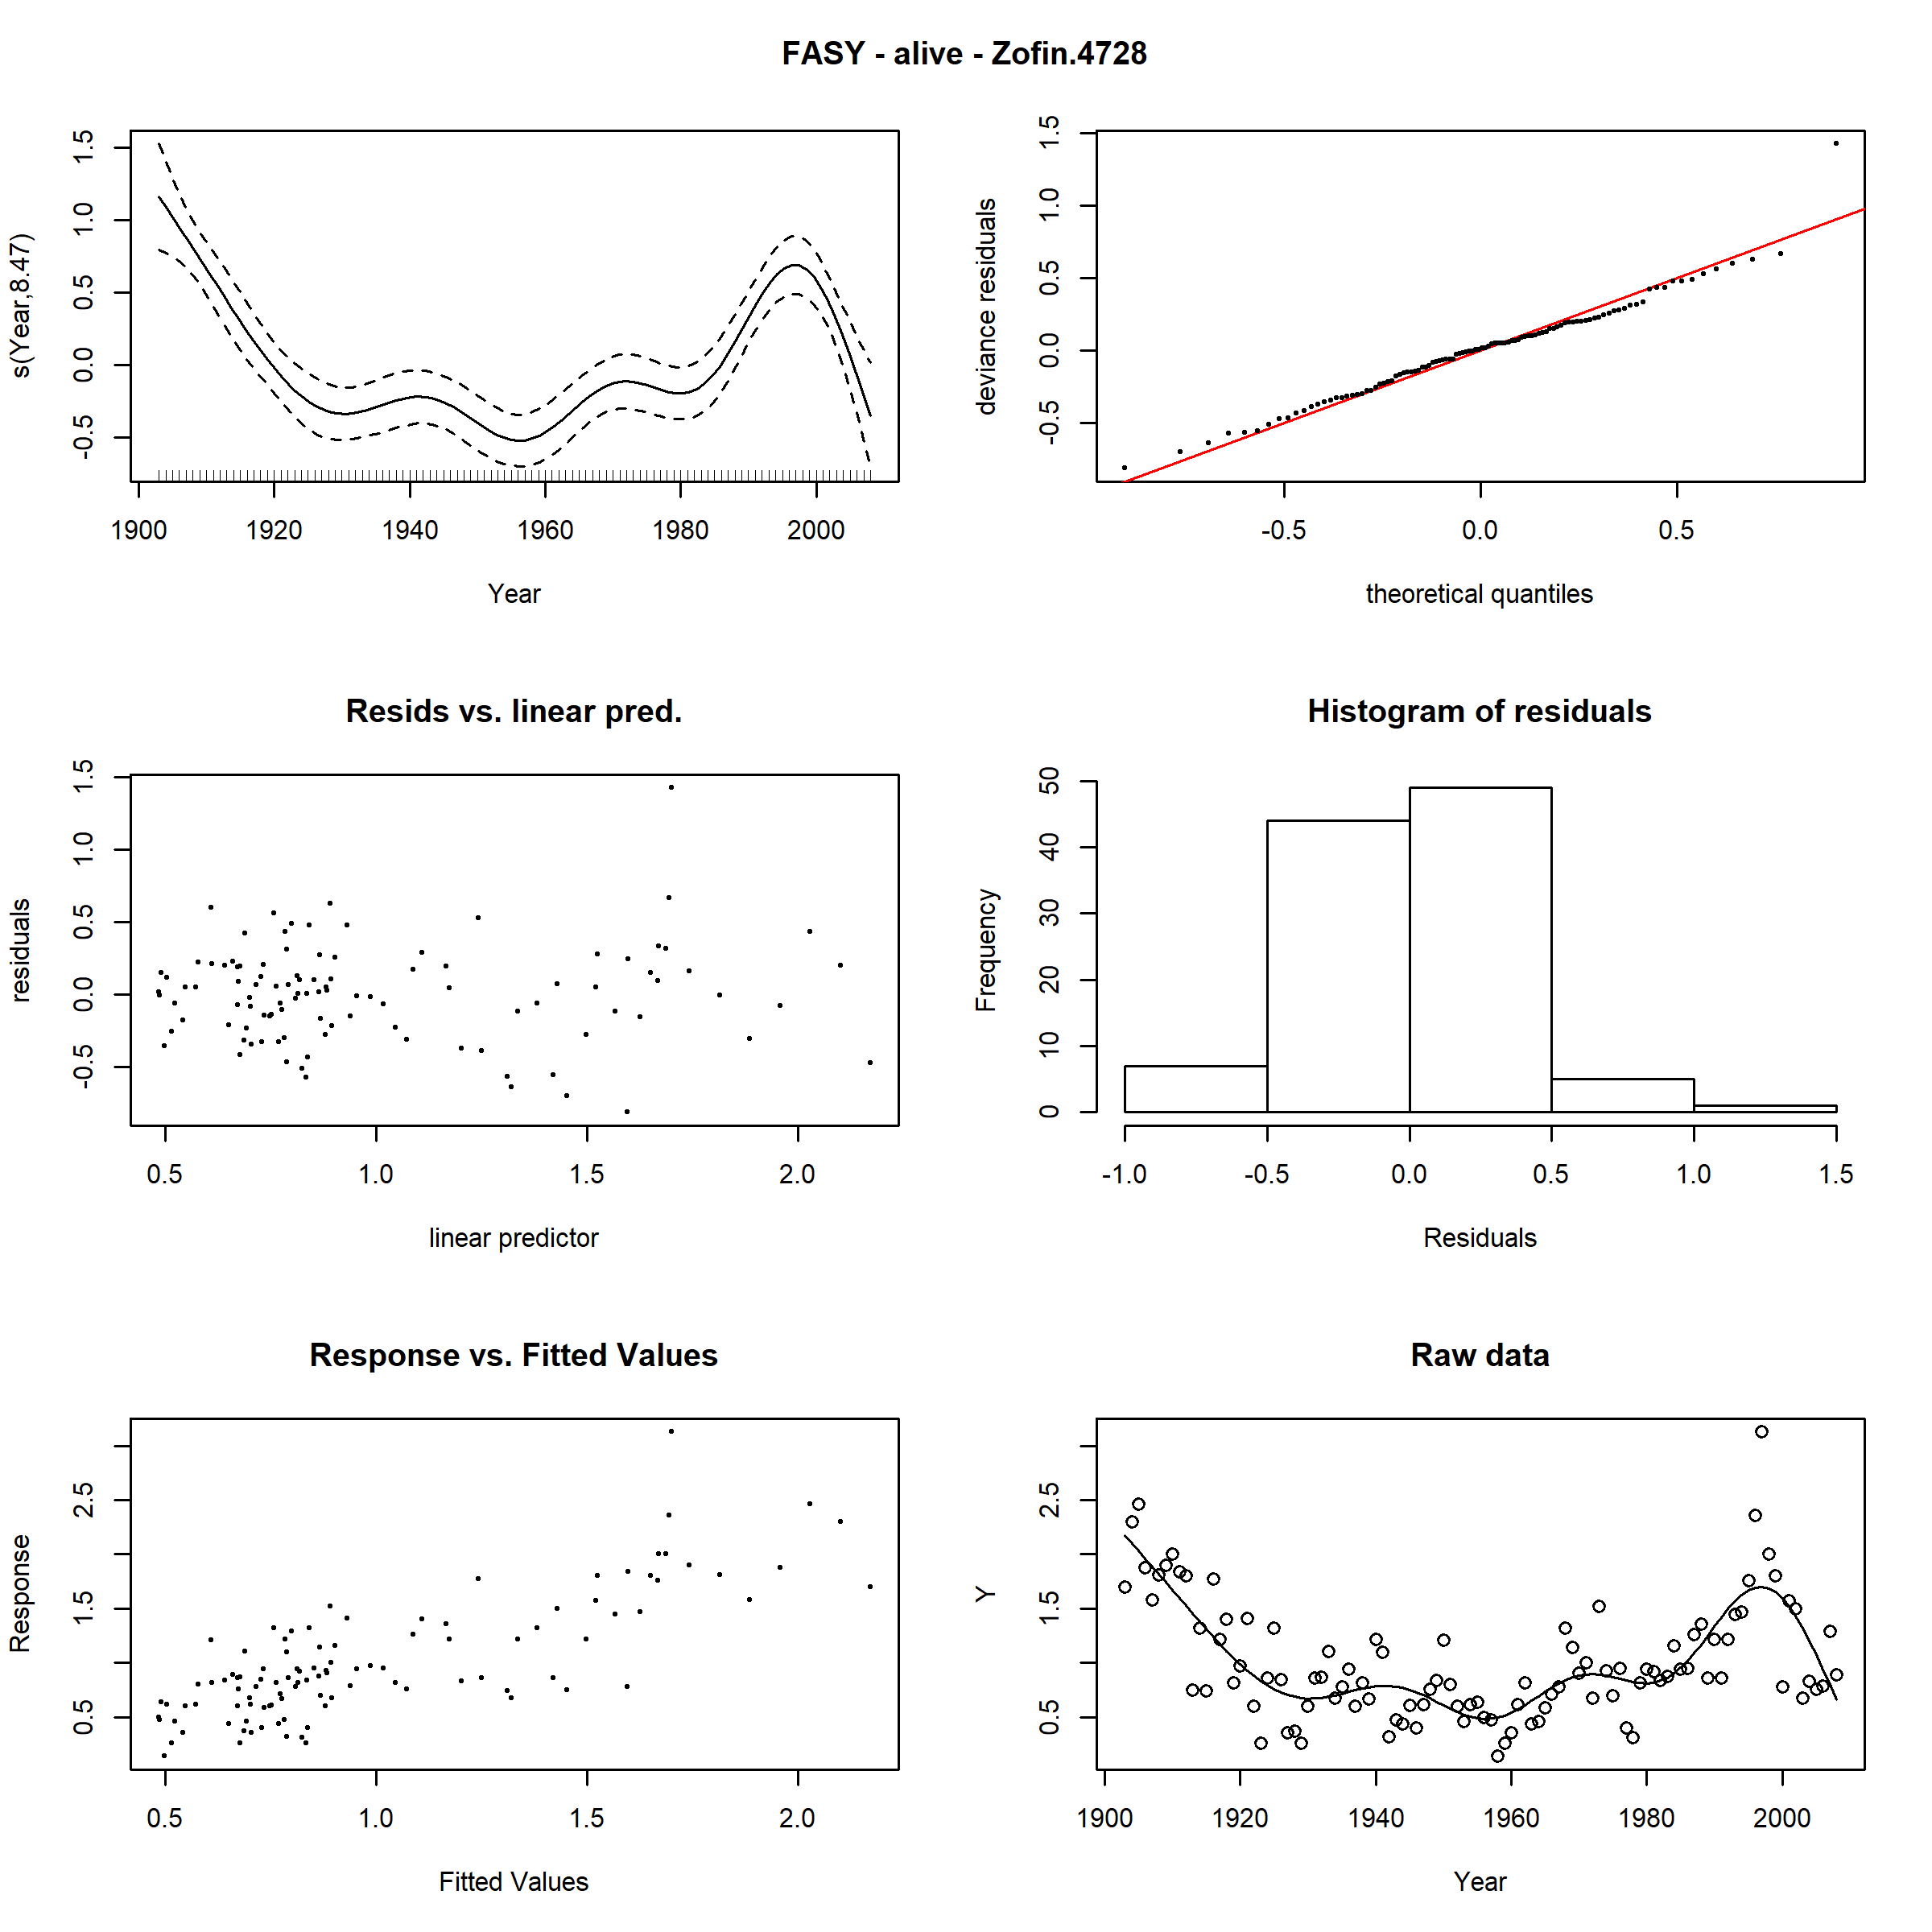 FASY - alive - Zofin.4728
s(Year,8.47)
-0.5 0.0 0.5 1.0 1.5
1900 1920 1940 1960 1980 2000
Year
deviance residuals
-0.5 0.0 0.5 1.0 1.5
-0.5 0.0 0.5
theoretical quantiles
Resids vs. linear pred.
residuals
-0.5 0.0 0.5 1.0 1.5
0.5 1.0 1.5 2.0
linear predictor
Histogram of residuals
Frequency
0 10 20 30 40 50
-1.0 -0.5 0.0 0.5 1.0 1.5
Residuals
Response vs. Fitted Values
Response
0.5 1.5 2.5
0.5 1.0 1.5 2.0
Fitted Values
Raw data
Y
0.5 1.5 2.5
1900 1920 1940 1960 1980 2000
Year